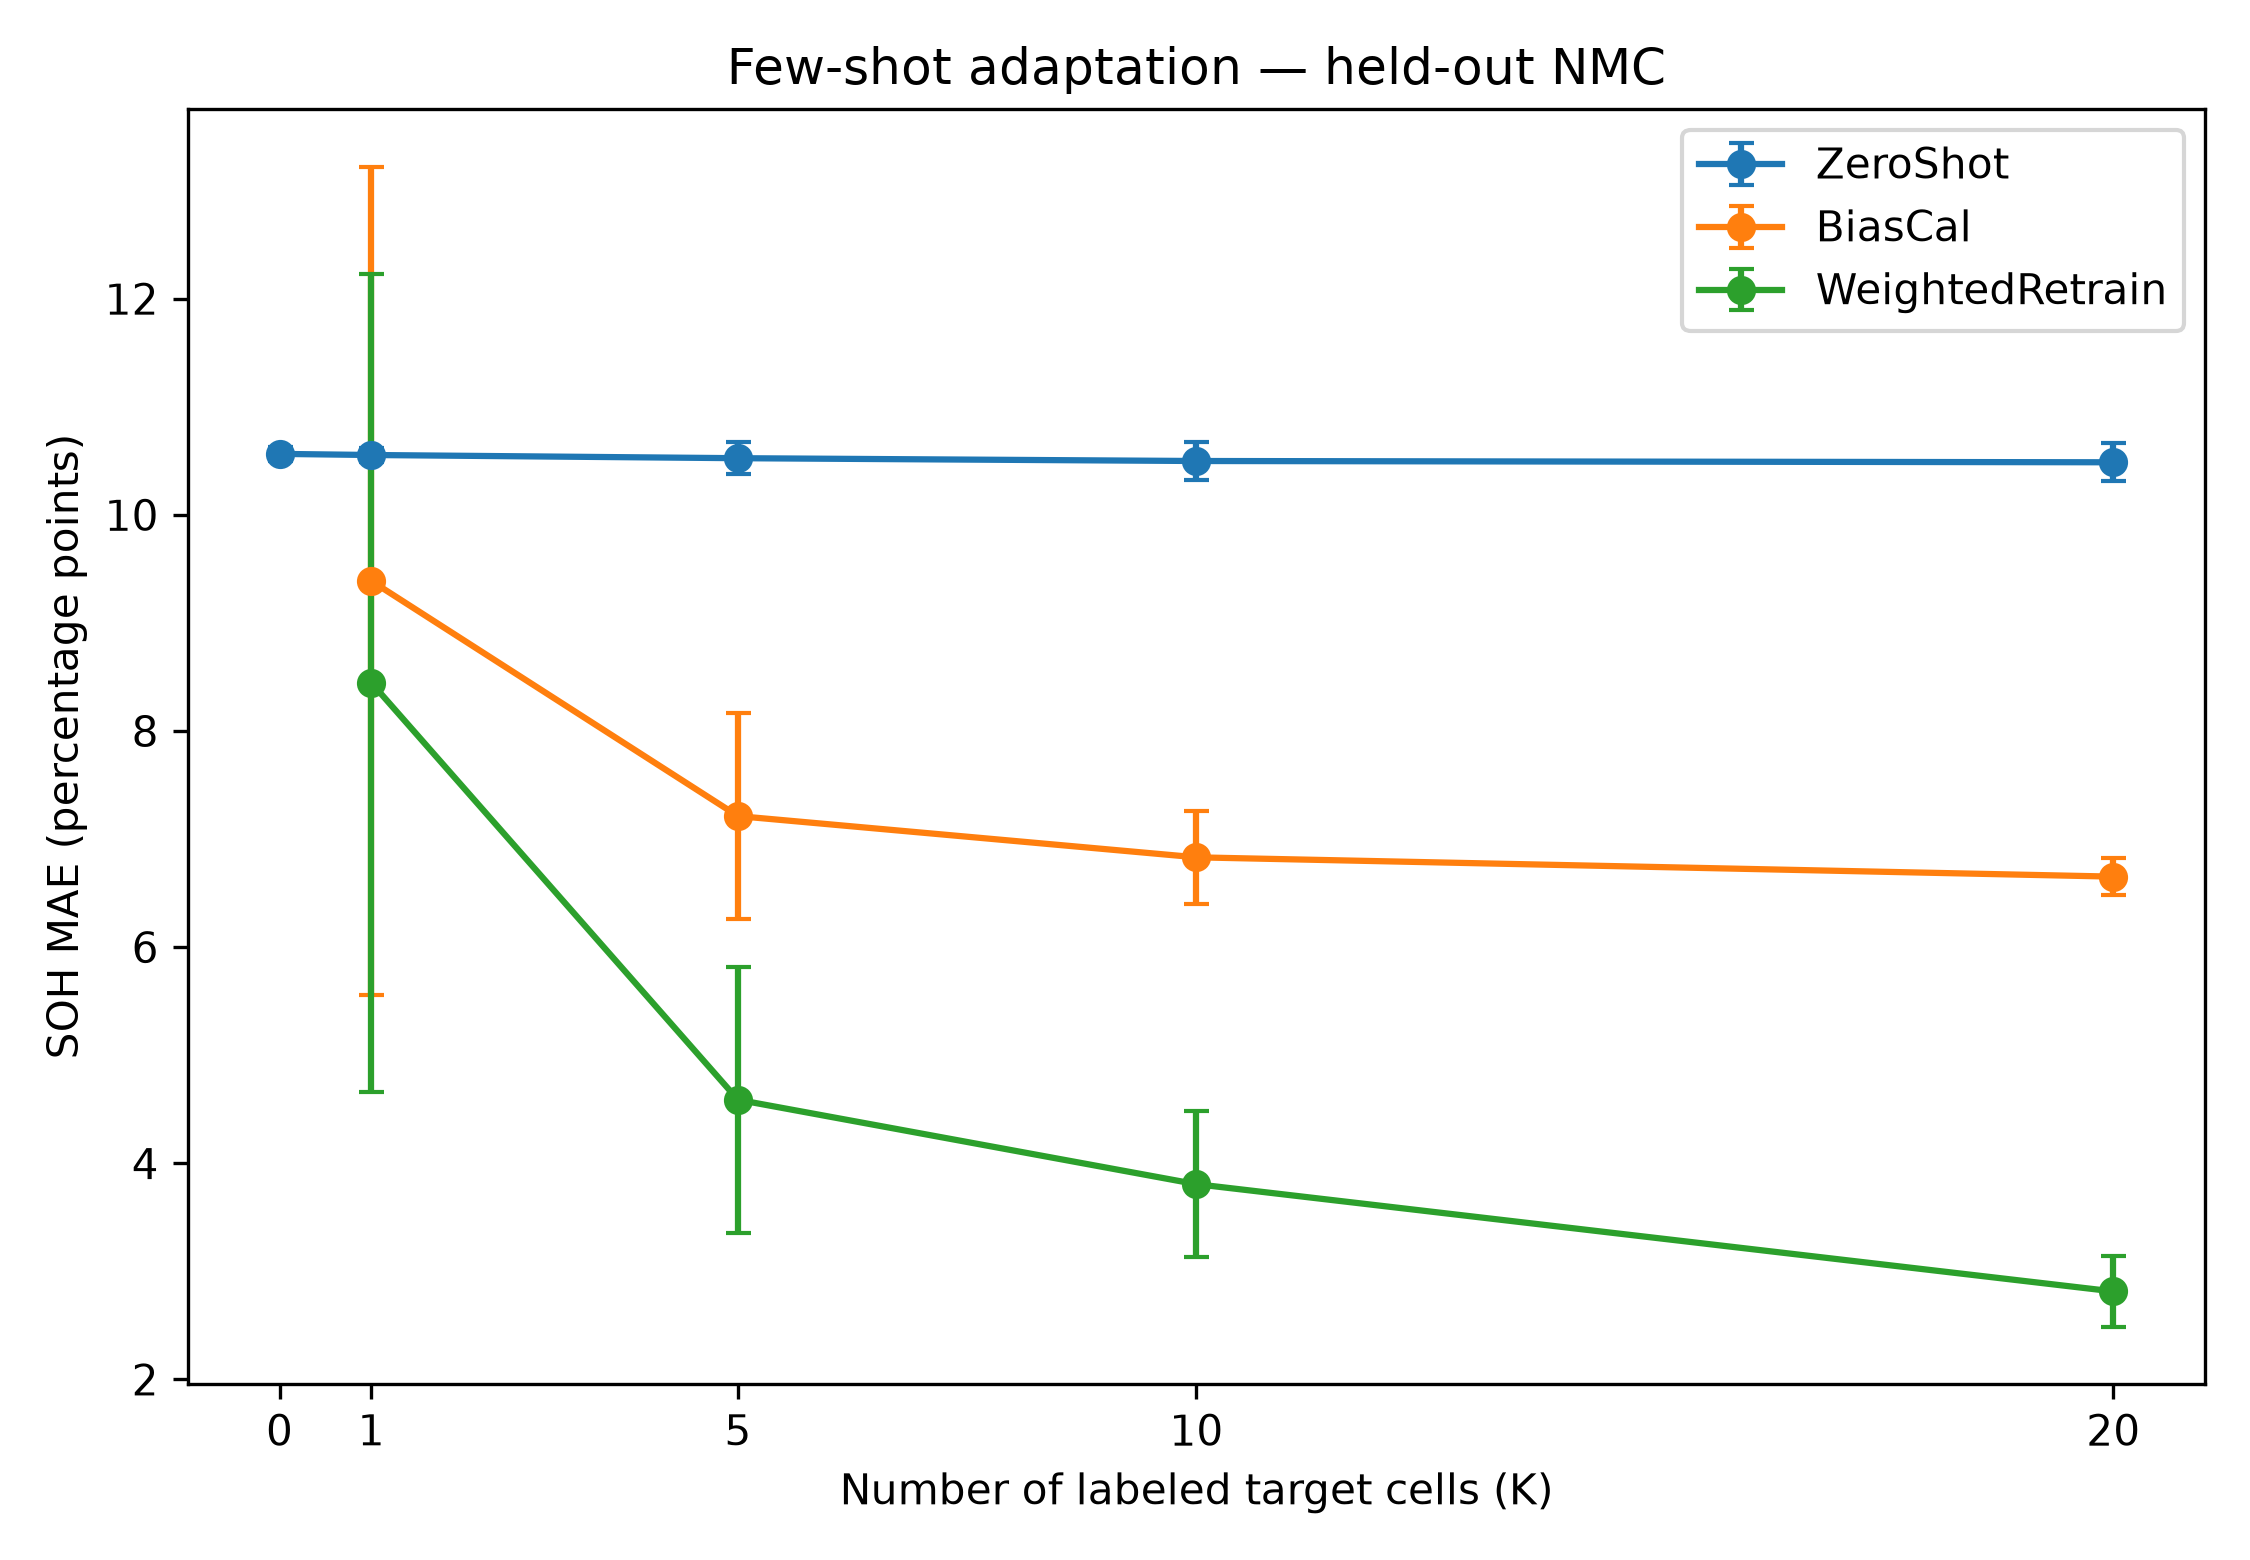 Few-shot adaptation — held-out NMC
ZeroShot
BiasCal
WeightedRetrain
SOH MAE (percentage points)
12
10
8
6
4
2
0 1 5 10 20
Number of labeled target cells (K)